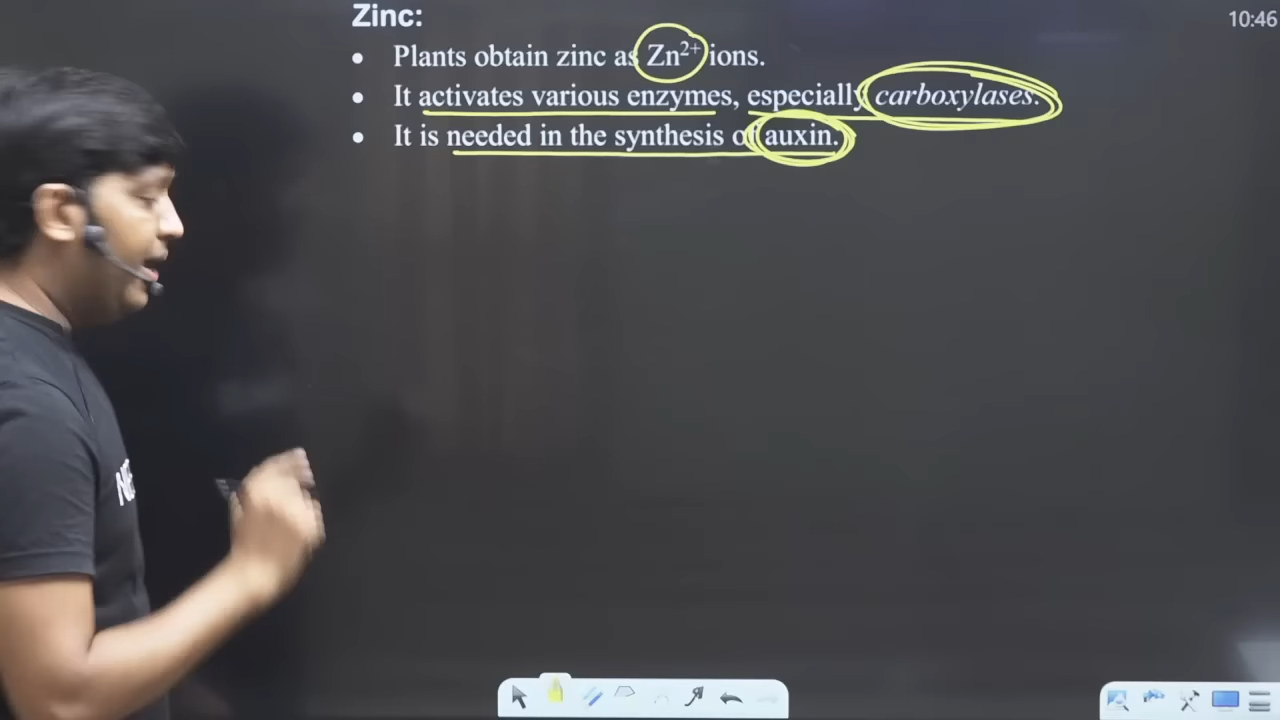 Zinc:
10:46
• Plants obtain zinc as Zn²⁺ ions.
• It activates various enzymes, especially carboxylases.
• It is needed in the synthesis of auxin.